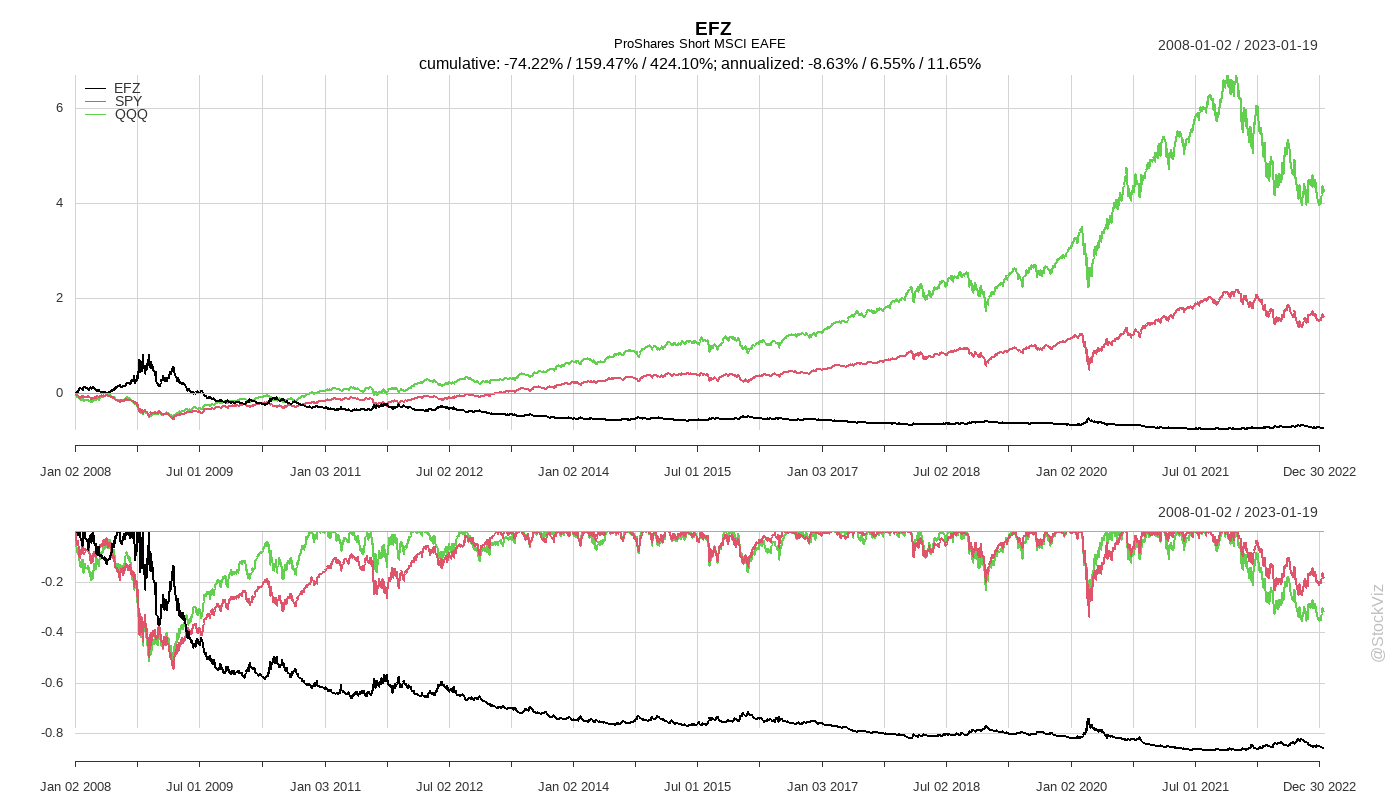 EFZ
ProShares Short MSCI EAFE
2008-01-02 / 2023-01-19
cumulative: -74.22% / 159.47% / 424.10%; annualized: -8.63% / 6.55% / 11.65%
EFZ
SPY
QQQ
6
4
2
0
Jan 02 2008 Jul 01 2009 Jan 03 2011 Jul 02 2012 Jan 02 2014 Jul 01 2015 Jan 03 2017 Jul 02 2018 Jan 02 2020 Jul 01 2021 Dec 30 2022
2008-01-02 / 2023-01-19
-0.2
-0.4
-0.6
-0.8
Jan 02 2008 Jul 01 2009 Jan 03 2011 Jul 02 2012 Jan 02 2014 Jul 01 2015 Jan 03 2017 Jul 02 2018 Jan 02 2020 Jul 01 2021 Dec 30 2022
@StockViz